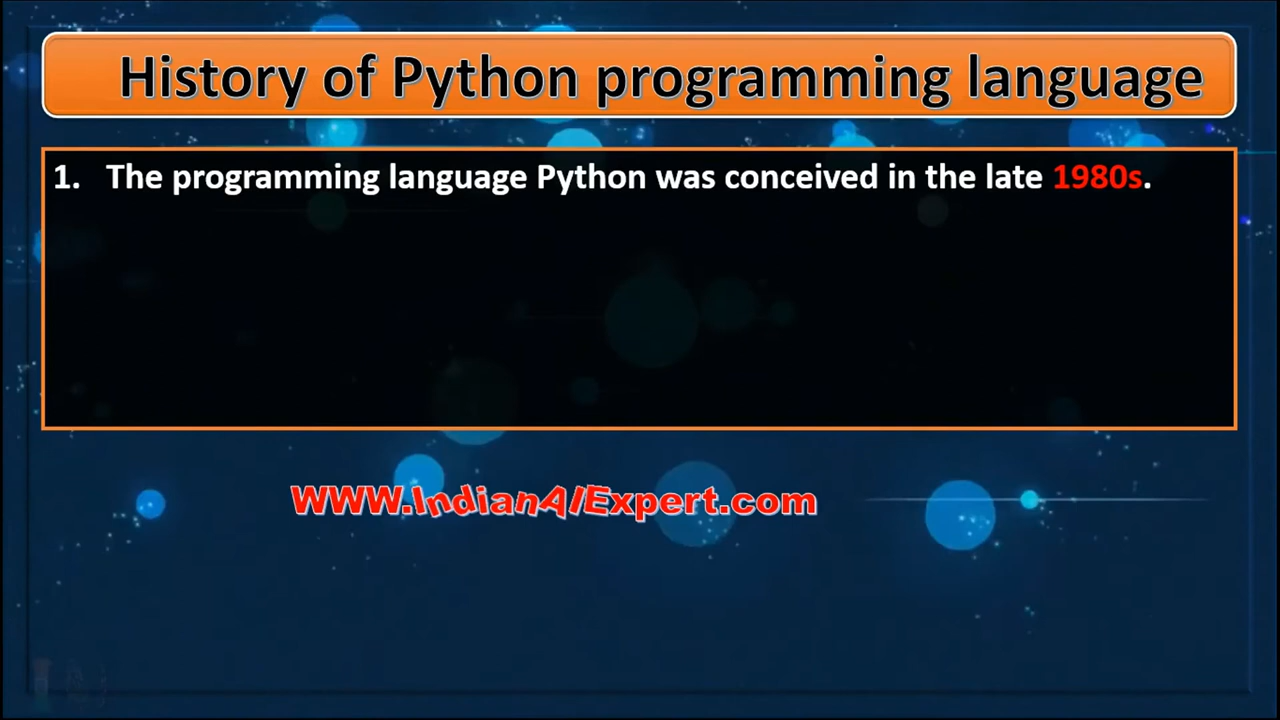 History of Python programming language
1. The programming language Python was conceived in the late 1980s.
WWW.IndianAIExpert.com